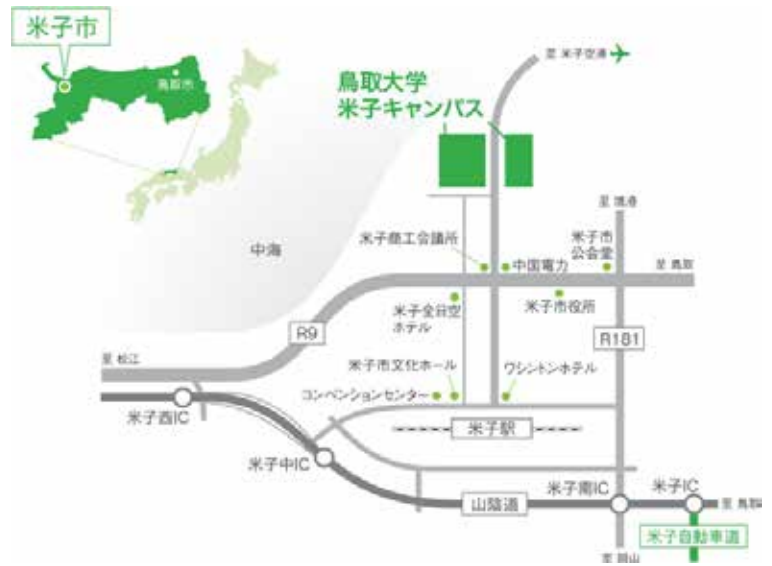 米子市
鳥取市
至 米子空港
鳥取大学
米子キャンパス
中海
至 境港
米子商工会議所
中国電力
米子市
公会堂
至 鳥取
米子全日空
ホテル
米子市役所
R9
R181
至 松江
米子市文化ホール
ワシントンホテル
コンベンションセンター
米子西IC
米子駅
米子中IC
米子南IC
米子IC
山陰道
至 鳥取
米子自動車道
至 岡山